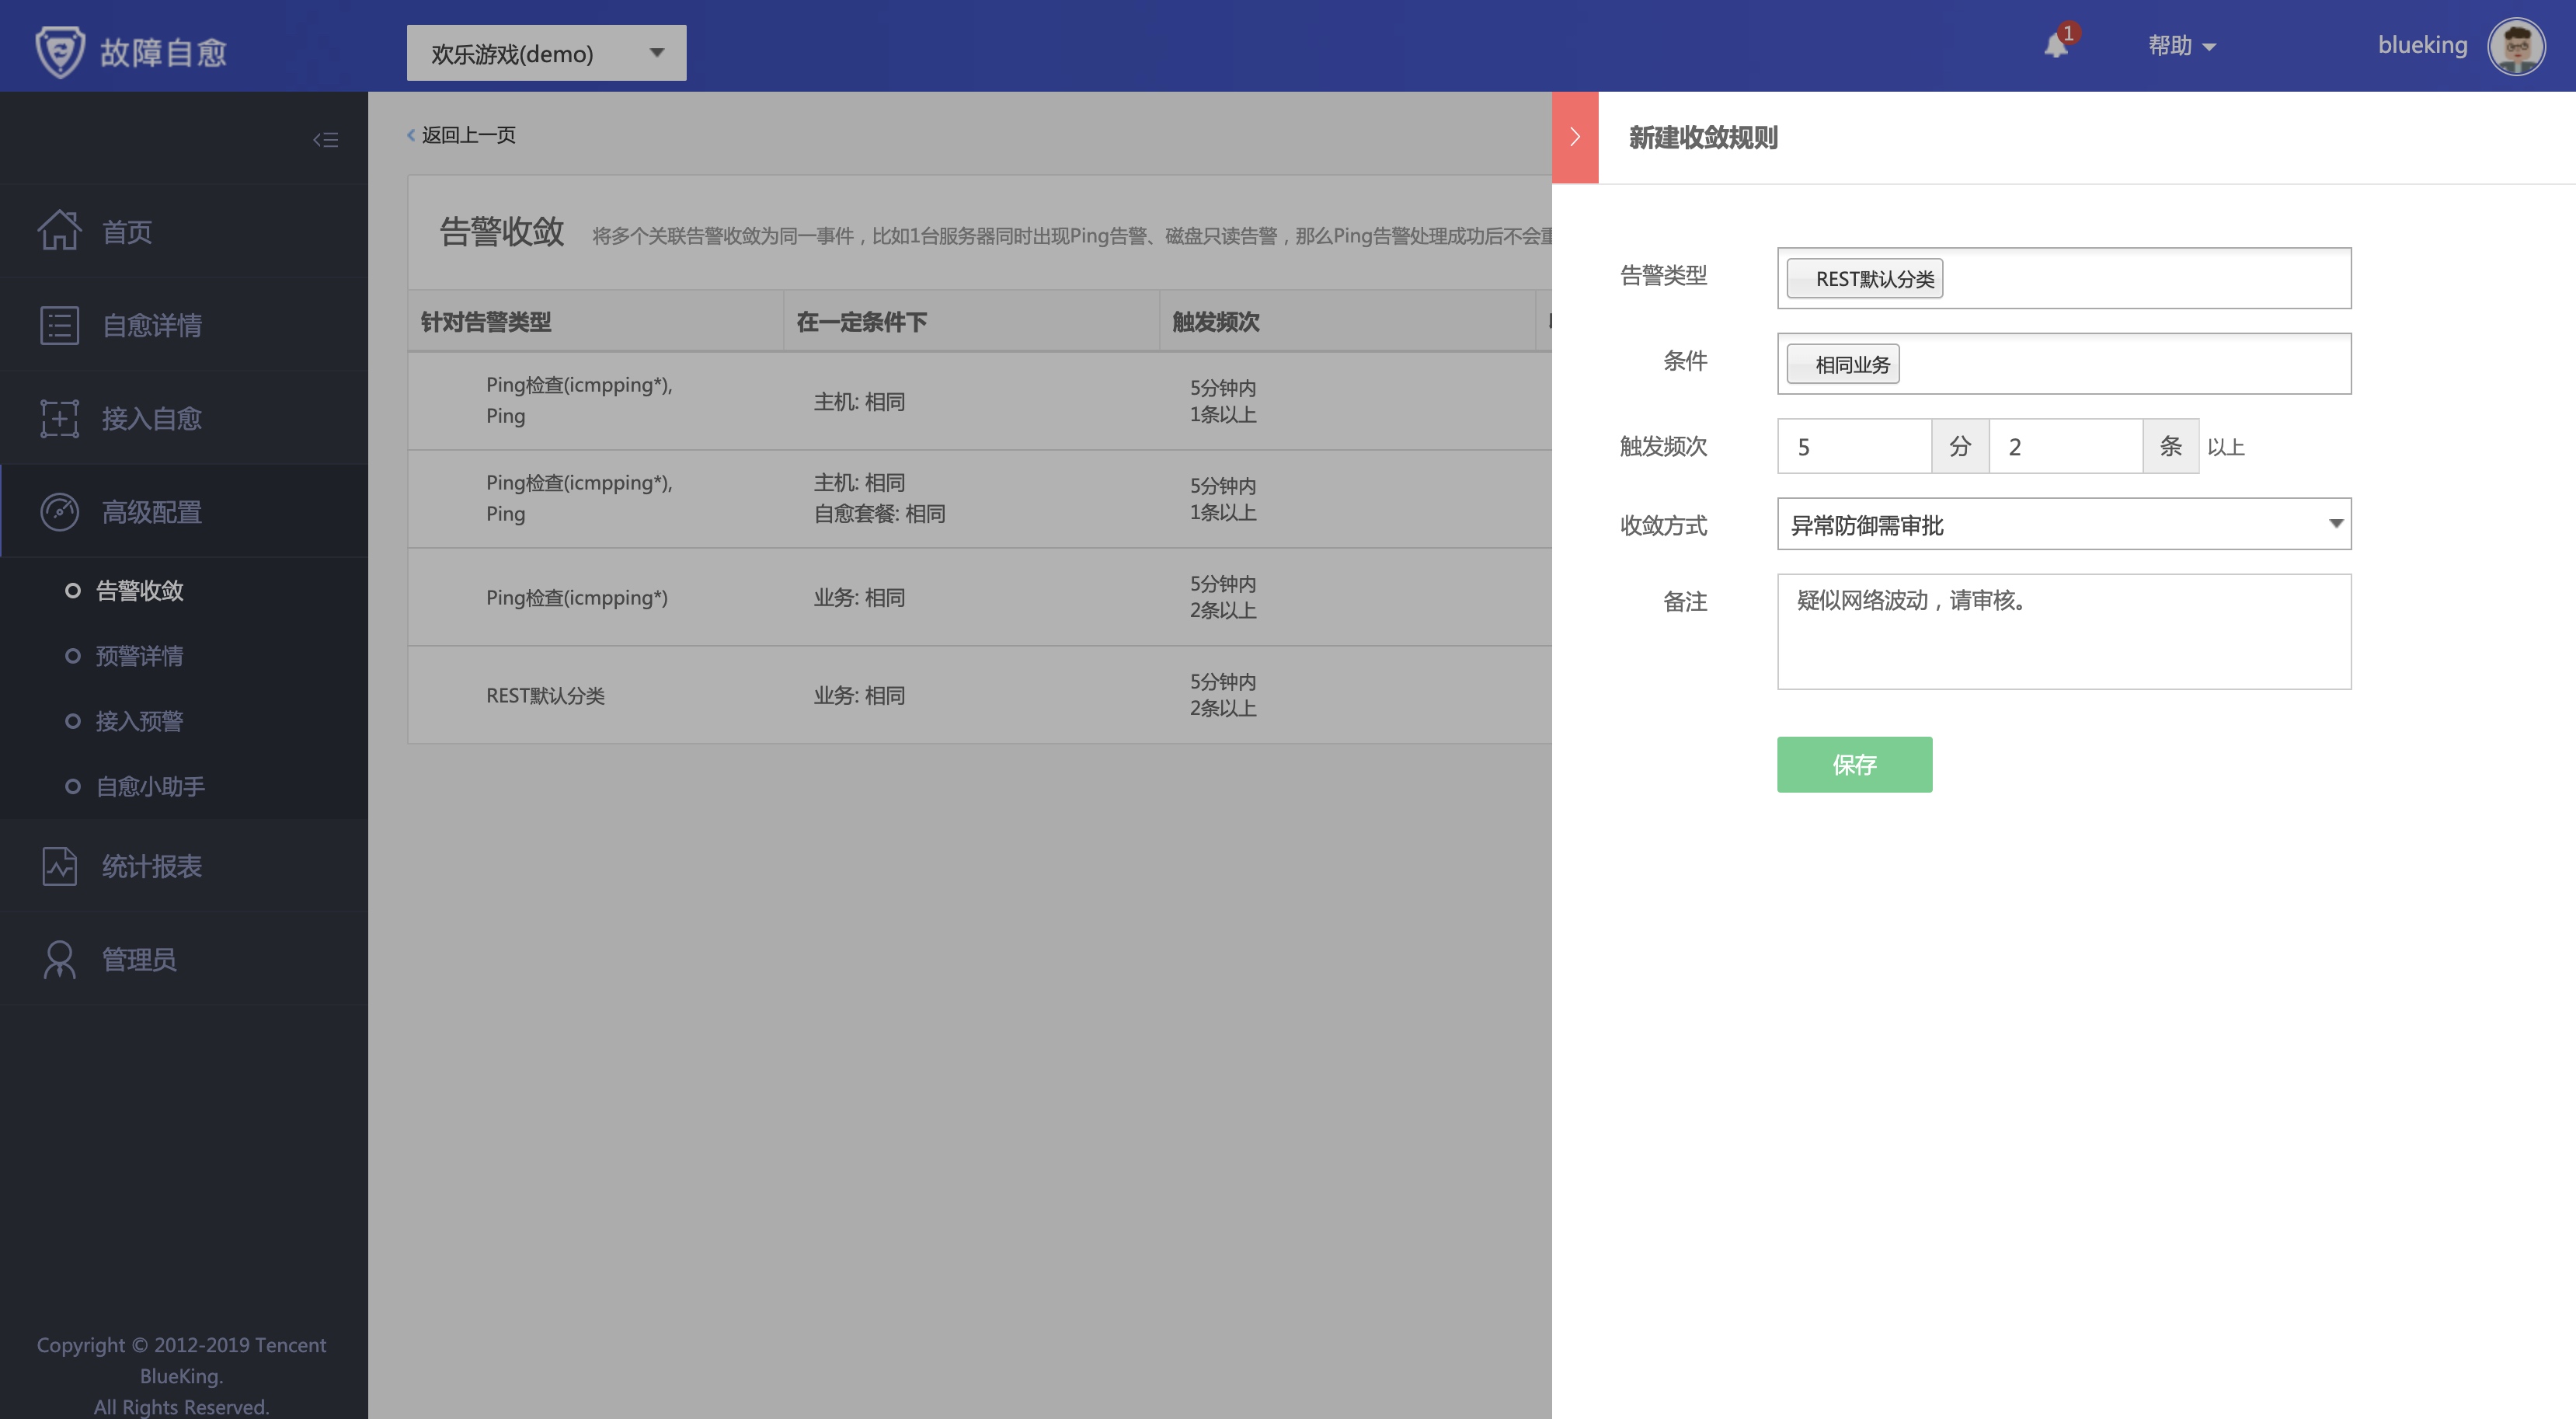 故障自愈
欢乐游戏(demo)
1
帮助
blueking
首页
自愈详情
接入自愈
高级配置
告警收敛
预警详情
接入预警
自愈小助手
统计报表
管理员
Copyright © 2012-2019 Tencent
BlueKing.
All Rights Reserved.
返回上一页
告警收敛 将多个关联告警收敛为同一事件，比如1台服务器同时出现Ping告警、磁盘只读告警，那么Ping告警处理成功后不会
针对告警类型 在一定条件下 触发频次
Ping检查(icmpping*),
Ping
主机: 相同
5分钟内
1条以上
Ping检查(icmpping*),
Ping
主机: 相同
自愈套餐: 相同
5分钟内
1条以上
Ping检查(icmpping*)
业务: 相同
5分钟内
2条以上
REST默认分类
业务: 相同
5分钟内
2条以上
新建收敛规则
告警类型 REST默认分类
条件 相同业务
触发频次 5 分 2 条 以上
收敛方式 异常防御需审批
备注 疑似网络波动，请审核。
保存